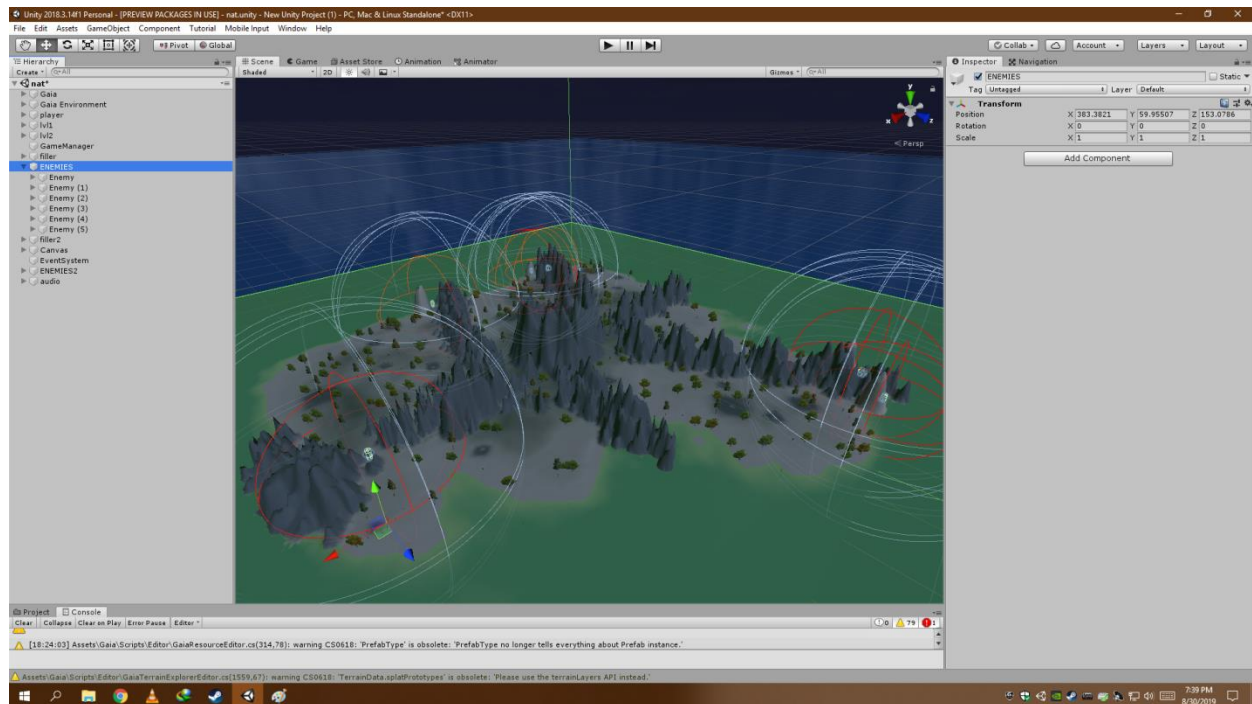 Unity 2018.3.14f1 Personal - [PREVIEW PACKAGES IN USE] - nat.unity - New Unity Project (1) - PC, Mac & Linux Standalone* <DX11>
File Edit Assets GameObject Component Tutorial Mobile Input Window Help
Pivot Global Collab Account Layers Layout
Hierarchy
Create All
nat*
Gaia
Gaia Environment
player
lvl1
lvl2
GameManager
filler
ENEMIES
Enemy
Enemy (1)
Enemy (2)
Enemy (3)
Enemy (4)
Enemy (5)
filler2
Canvas
EventSystem
ENEMIES2
audio
Scene Game Asset Store Animation Animator
Shaded 2D Gizmos All
y
x z
Persp
Inspector Navigation
ENEMIES Static
Tag Untagged Layer Default
Transform
Position X 383.3821 Y 59.95507 Z 153.0786
Rotation X 0 Y 0 Z 0
Scale X 1 Y 1 Z 1
Add Component
Project Console
Clear Collapse Clear on Play Error Pause Editor 0 79 1
[18:24:03] Assets\Gaia\Scripts\Editor\GaiaResourceEditor.cs(314,78): warning CS0618: 'PrefabType' is obsolete: 'PrefabType no longer tells everything about Prefab instance.'
Assets\Gaia\Scripts\Editor\GaiaTerrainExplorerEditor.cs(1559,67): warning CS0618: 'TerrainData.splatPrototypes' is obsolete: 'Please use the terrainLayers API instead.'
7:39 PM
8/30/2019